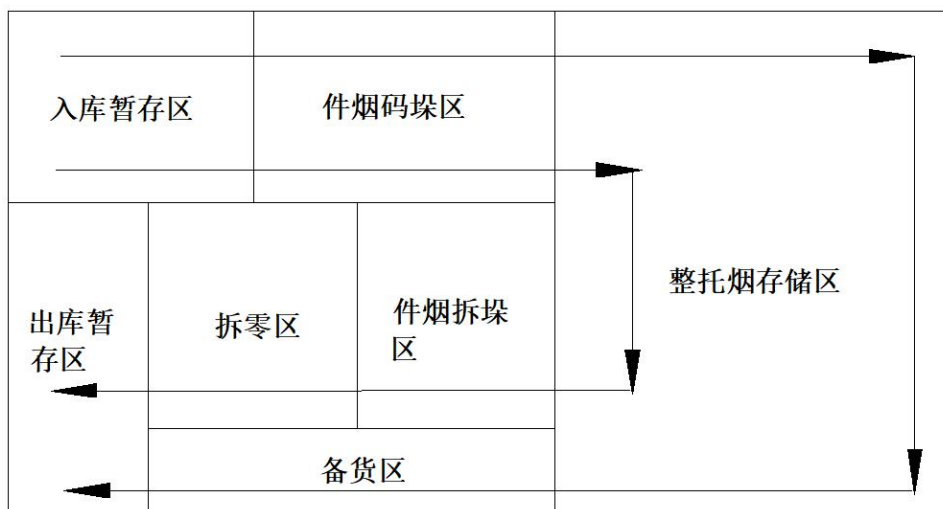 入库暂存区
件烟码垛区
整托烟存储区
出库暂
存区
拆零区
件烟拆垛
区
备货区